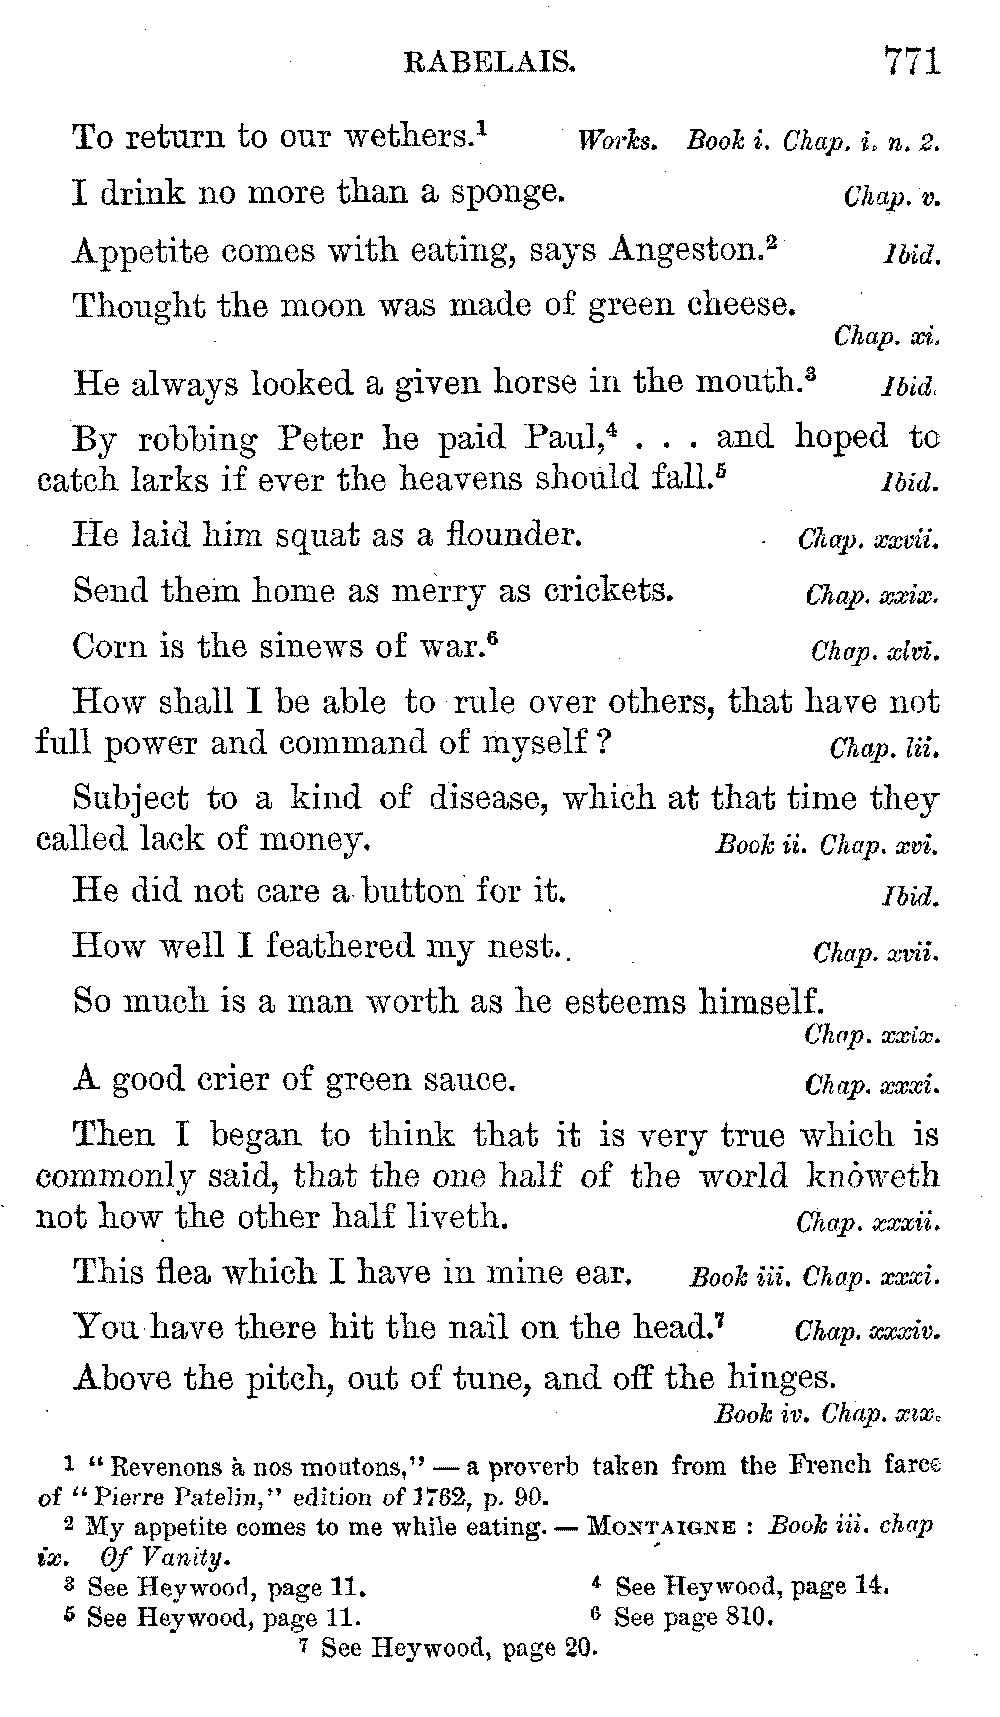 RABELAIS. 771
To return to our wethers.¹ Works. Book i. Chap. i. n. 2.
I drink no more than a sponge. Chap. v.
Appetite comes with eating, says Angeston.² Ibid.
Thought the moon was made of green cheese.
Chap. xi.
He always looked a given horse in the mouth.³ Ibid.
By robbing Peter he paid Paul,⁴ . . . and hoped to
catch larks if ever the heavens should fall.⁵ Ibid.
He laid him squat as a flounder. Chap. xxvii.
Send them home as merry as crickets. Chap. xxix.
Corn is the sinews of war.⁶ Chap. xlvi.
How shall I be able to rule over others, that have not
full power and command of myself? Chap. lii.
Subject to a kind of disease, which at that time they
called lack of money. Book ii. Chap. xvi.
He did not care a button for it. Ibid.
How well I feathered my nest. Chap. xvii.
So much is a man worth as he esteems himself.
Chap. xxix.
A good crier of green sauce. Chap. xxxi.
Then I began to think that it is very true which is
commonly said, that the one half of the world knoweth
not how the other half liveth. Chap. xxxii.
This flea which I have in mine ear. Book iii. Chap. xxxi.
You have there hit the nail on the head.⁷ Chap. xxxiv.
Above the pitch, out of tune, and off the hinges.
Book iv. Chap. xix.
1 "Revenons à nos moutons," — a proverb taken from the French farce
of "Pierre Patelin," edition of 1762, p. 90.
2 My appetite comes to me while eating. — MONTAIGNE : Book iii. chap
ix. Of Vanity.
3 See Heywood, page 11. 4 See Heywood, page 14.
5 See Heywood, page 11. 6 See page 810.
7 See Heywood, page 20.